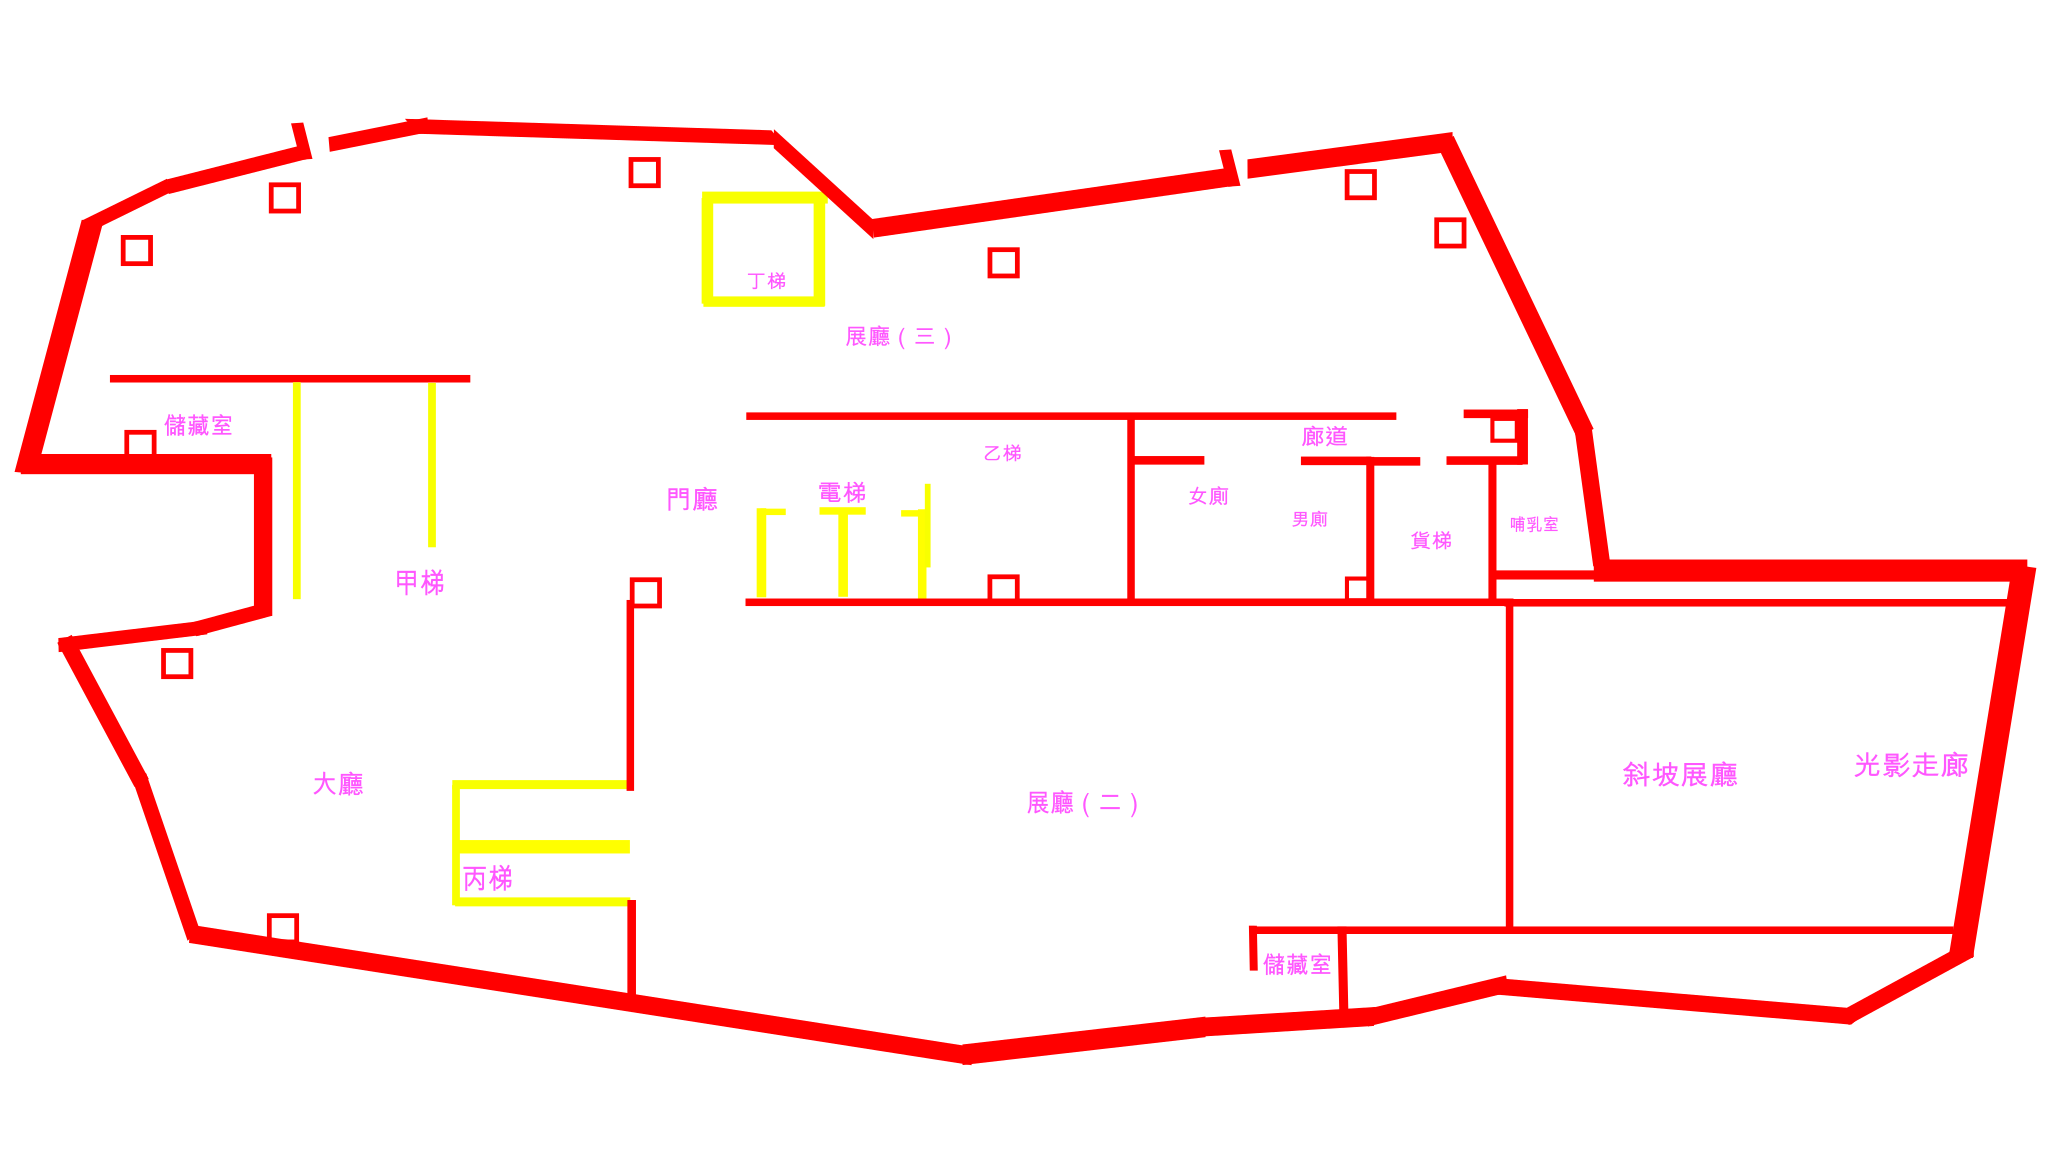 丁梯
展廳(三)
儲藏室
廊道
乙梯
門廳
電梯
女廁
男廁
哺乳室
貨梯
甲梯
大廳
斜坡展廳
光影走廊
展廳(二)
丙梯
儲藏室